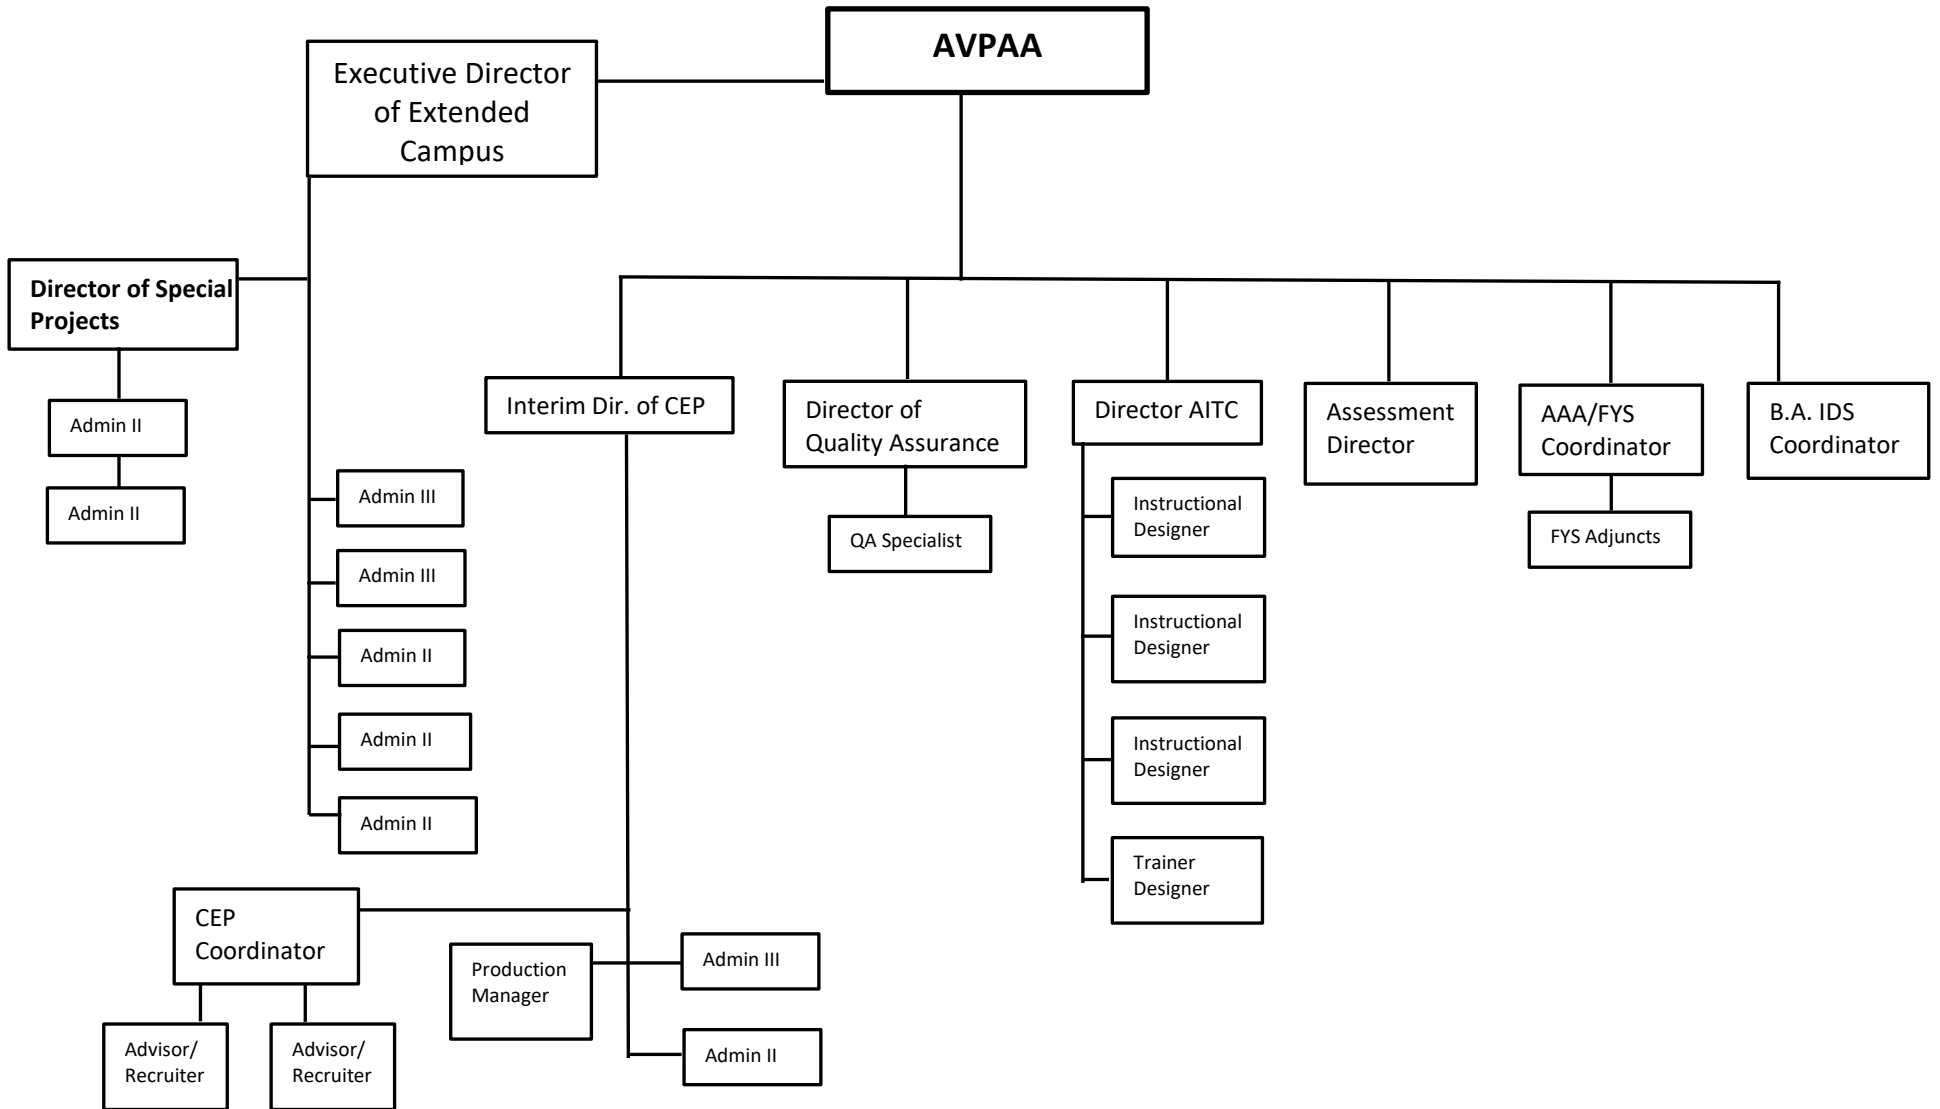 AVPAA
Executive Director
of Extended
Campus
Director of Special
Projects
Admin II
Admin II
Admin III
Admin III
Admin II
Admin II
Admin II
Interim Dir. of CEP
CEP
Coordinator
Advisor/
Recruiter
Advisor/
Recruiter
Production
Manager
Admin III
Admin II
Director of
Quality Assurance
QA Specialist
Director AITC
Instructional
Designer
Instructional
Designer
Instructional
Designer
Trainer
Designer
Assessment
Director
AAA/FYS
Coordinator
FYS Adjuncts
B.A. IDS
Coordinator